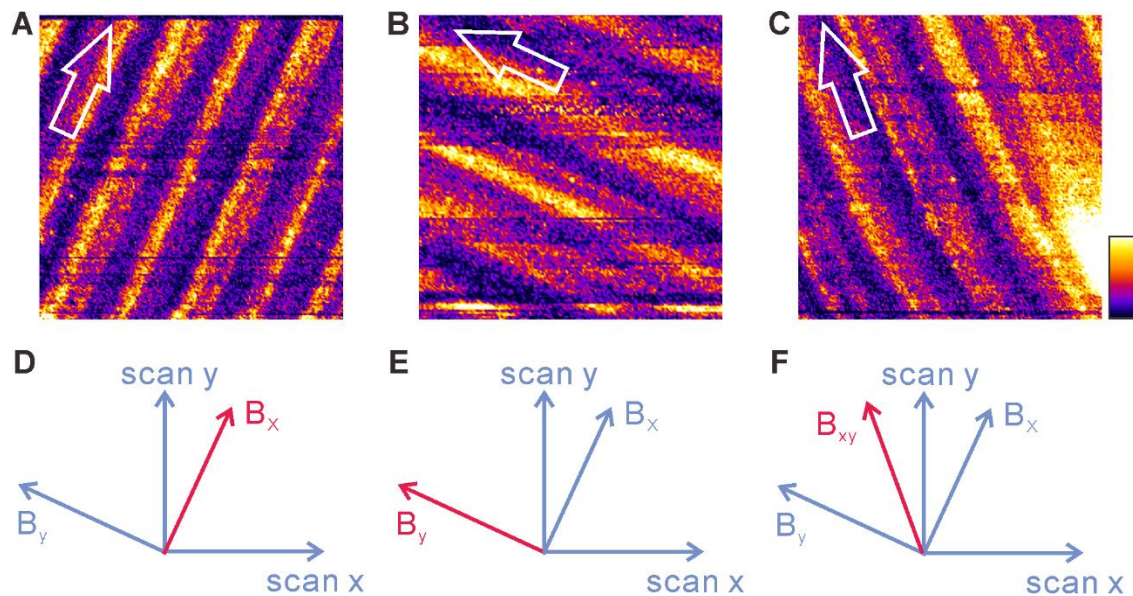 A B C
D E F
scan y scan y scan y
B_x B_x B_xy B_x
B_y B_y B_y
scan x scan x scan x